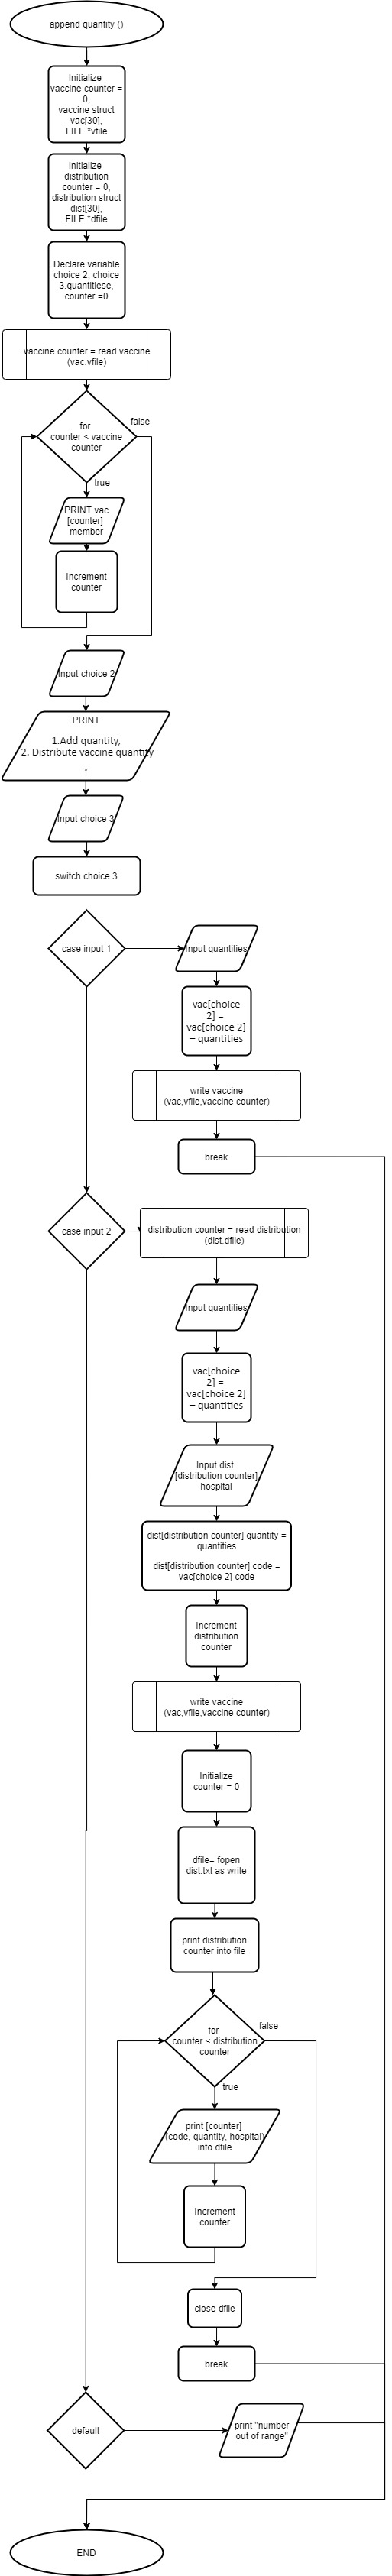 append quantity ()
Initialize
vaccine counter =
0,
vaccine struct
vac[30],
FILE *vfile
Initialize
distribution
counter = 0,
distribution struct
dist[30],
FILE *dfile
Declare variable
choice 2, choice
3.quantitiese,
counter =0
vaccine counter = read vaccine
(vac.vfile)
for
counter < vaccine
counter
false
true
PRINT vac
[counter]
member
Increment
counter
Input choice 2
PRINT
1.Add quantity,
2. Distribute vaccine quantity
"
Input choice 3
switch choice 3
case input 1
Input quantities
vac[choice
2] =
vac[choice 2]
– quantities
write vaccine
(vac,vfile,vaccine counter)
break
case input 2
distribution counter = read distribution
(dist.dfile)
Input quantities
vac[choice
2] =
vac[choice 2]
– quantities
Input dist
[distribution counter]
hospital
dist[distribution counter] quantity =
quantities
dist[distribution counter] code =
vac[choice 2] code
Increment
distribution
counter
write vaccine
(vac,vfile,vaccine counter)
Initialize
counter = 0
dfile= fopen
dist.txt as write
print distribution
counter into file
for
counter < distribution
counter
false
true
print [counter]
(code, quantity, hospital)
into dfile
Increment
counter
close dfile
break
default
print "number
out of range"
END